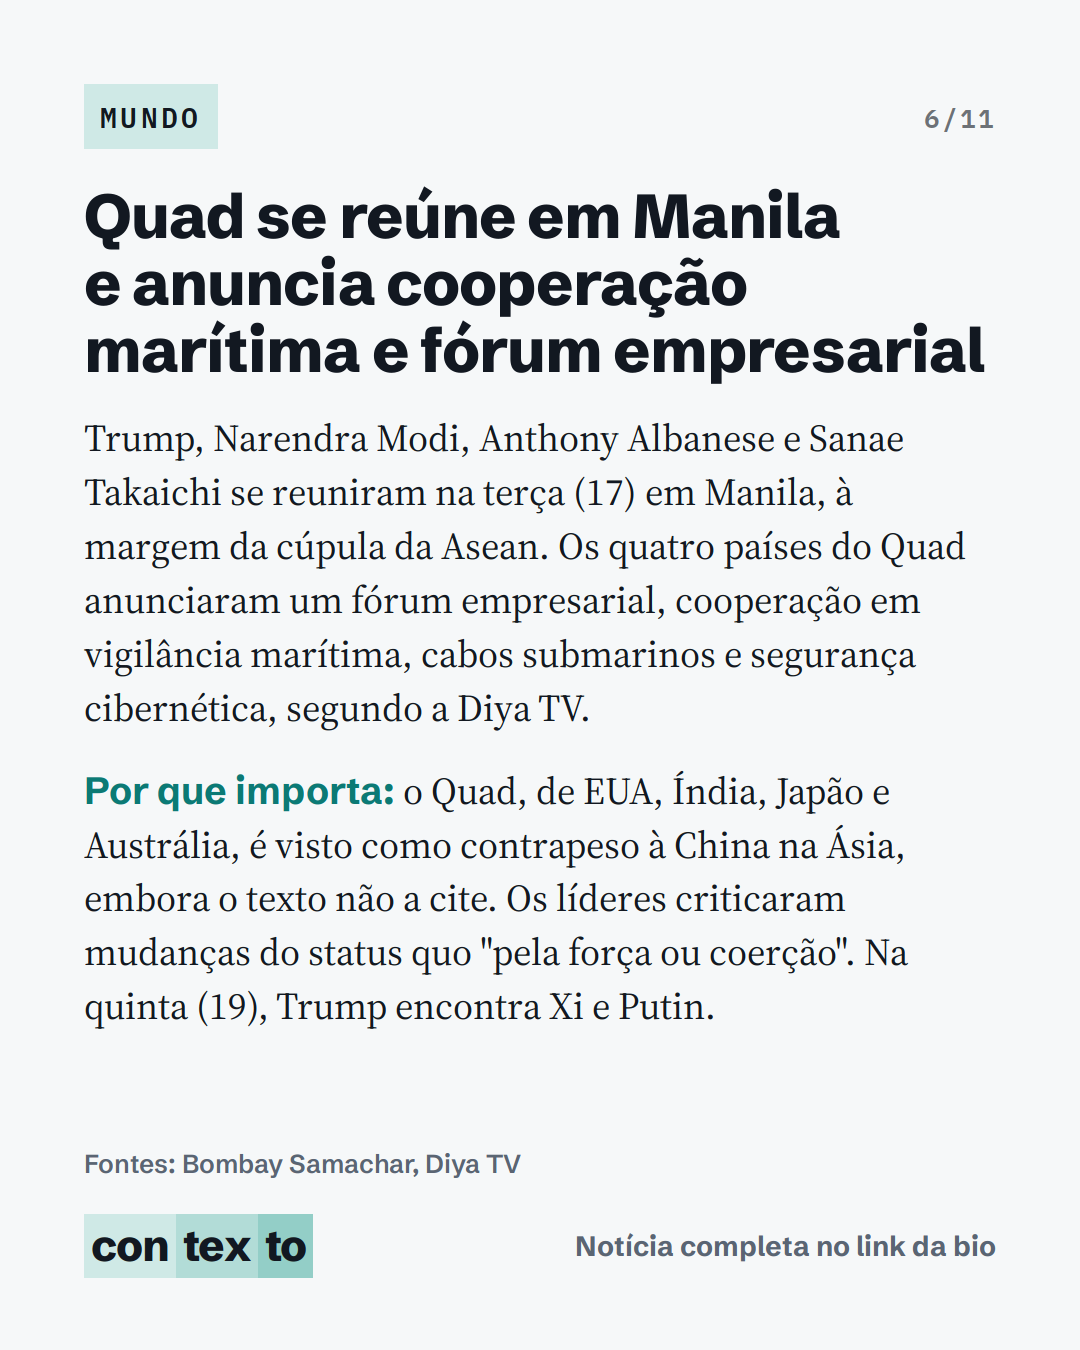 MUNDO
6/11
Quad se reúne em Manila
e anuncia cooperação
marítima e fórum empresarial
Trump, Narendra Modi, Anthony Albanese e Sanae
Takaichi se reuniram na terça (17) em Manila, à
margem da cúpula da Asean. Os quatro países do Quad
anunciaram um fórum empresarial, cooperação em
vigilância marítima, cabos submarinos e segurança
cibernética, segundo a Diya TV.
Por que importa: o Quad, de EUA, Índia, Japão e
Austrália, é visto como contrapeso à China na Ásia,
embora o texto não a cite. Os líderes criticaram
mudanças do status quo "pela força ou coerção". Na
quinta (19), Trump encontra Xi e Putin.
Fontes: Bombay Samachar, Diya TV
contexto
Notícia completa no link da bio